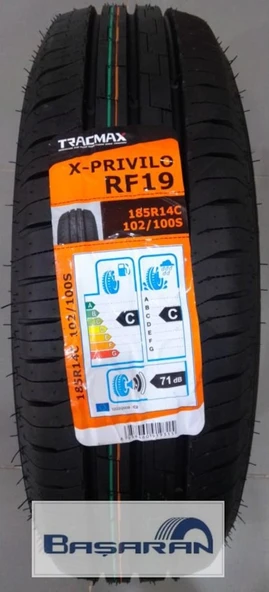 TRACMAX
X-PRIVILO
RF19
185R14C
102/100S
C
A
B
C
D
E
F
G
C
71 dB
185R14C 102/100S
BAŞARAN